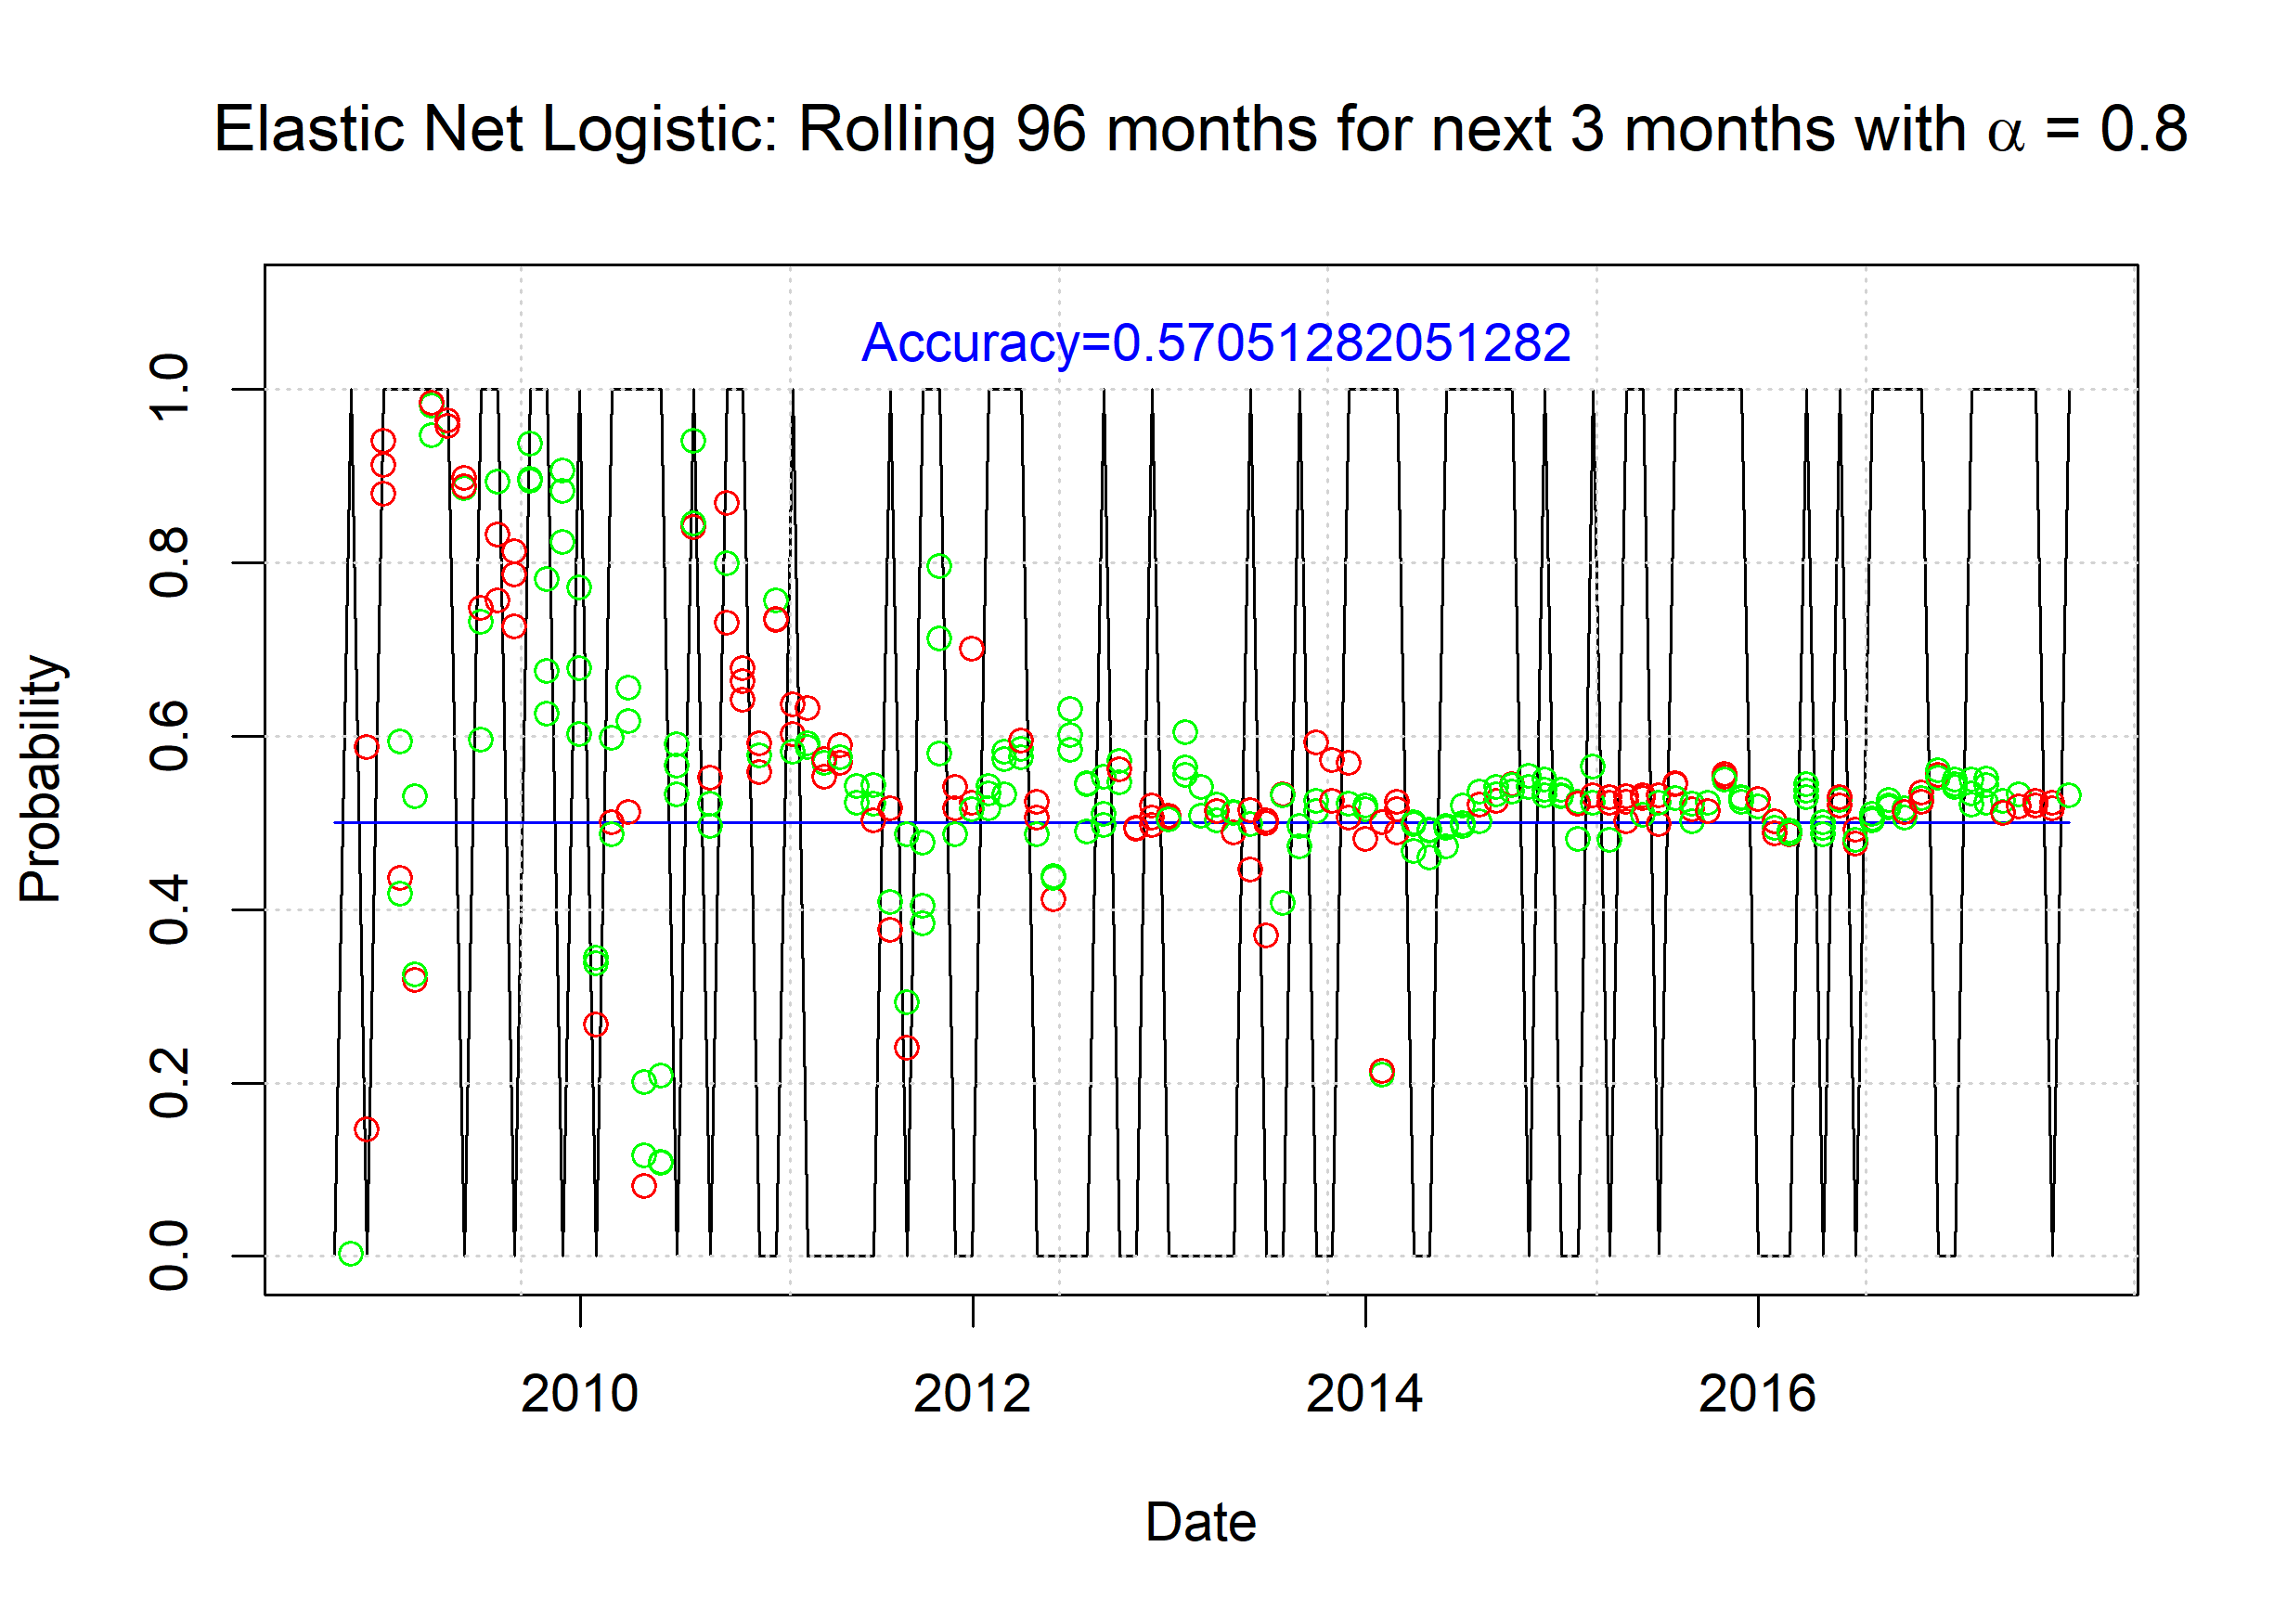 Elastic Net Logistic: Rolling 96 months for next 3 months with α = 0.8
Accuracy=0.57051282051282
1.0
0.8
0.6
0.4
0.2
0.0
Probability
2010 2012 2014 2016
Date